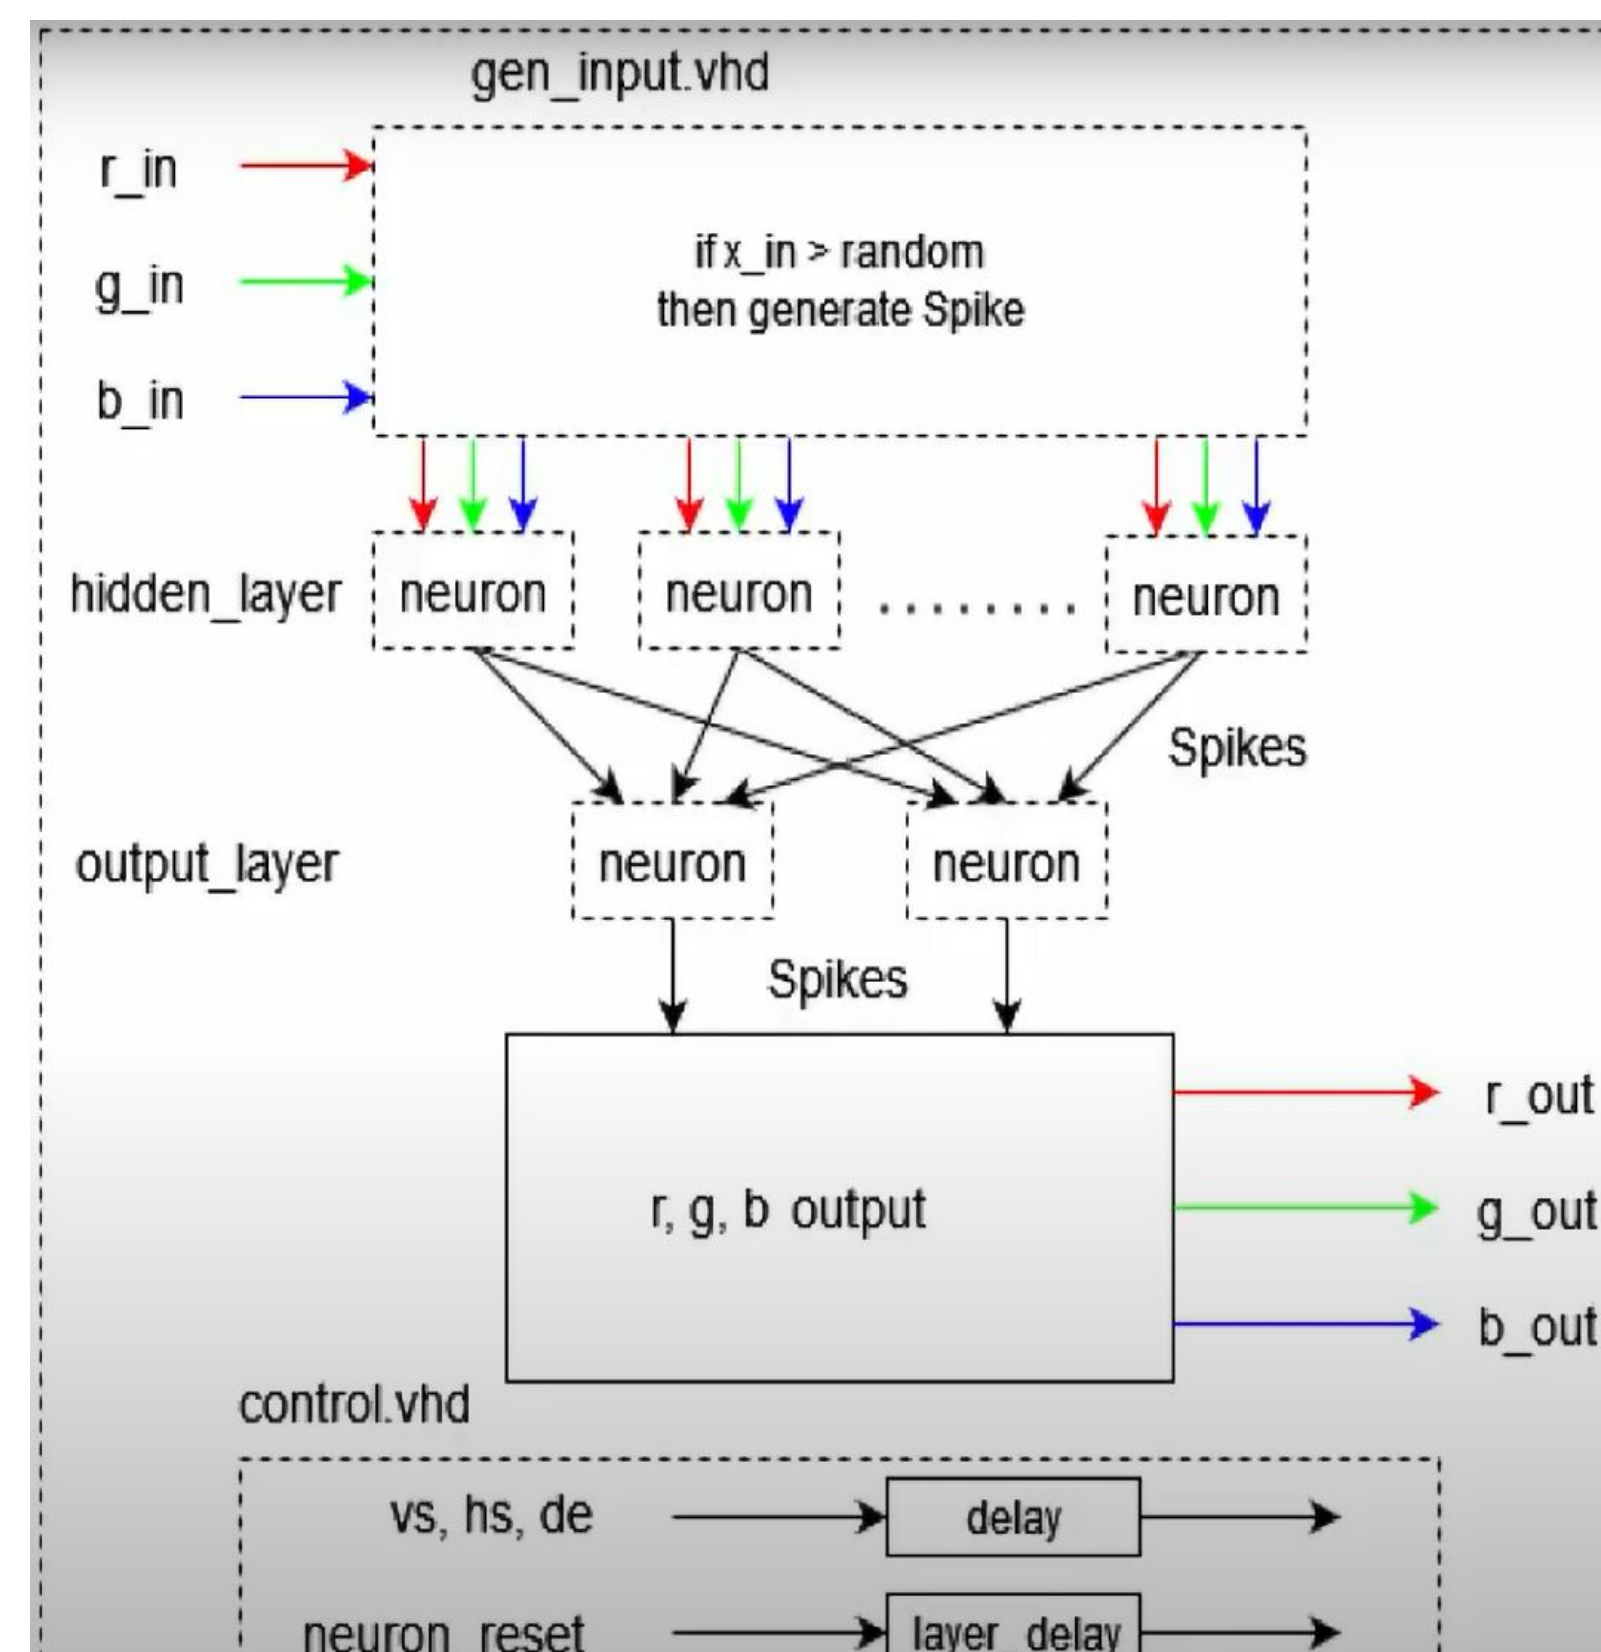 gen_input.vhd
r_in
g_in
b_in
if x_in > random
then generate Spike
hidden_layer
neuron
neuron
........
neuron
Spikes
output_layer
neuron
neuron
Spikes
r, g, b output
r_out
g_out
b_out
control.vhd
vs, hs, de
delay
neuron_reset
layer_delay